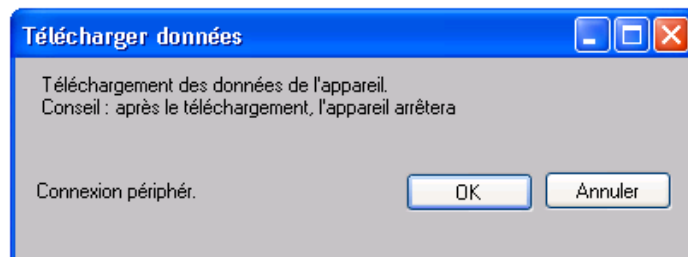 Télécharger données
Téléchargement des données de l'appareil.
Conseil : après le téléchargement, l'appareil arrêtera
Connexion périphér.
OK
Annuler